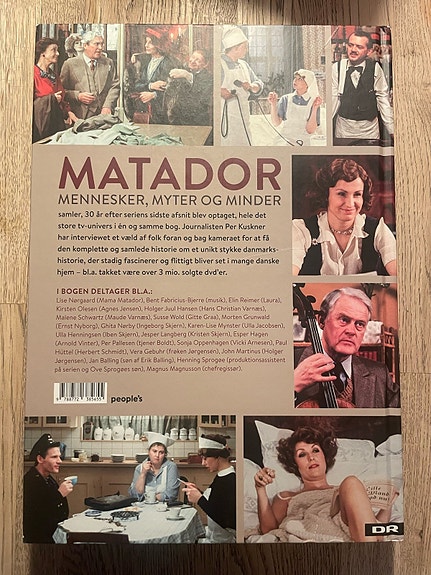 MATADOR
MENNESKER, MYTER OG MINDER
samler, 30 år efter seriens sidste afsnit blev optaget, hele det
store tv-univers i én og samme bog. Journalisten Per Kuskner
har interviewet et væld af folk foran og bag kameraet for at få
den komplette og samlede historie om et unikt stykke danmarks-
historie, der stadig fascinerer og flittigt bliver set i mange danske
hjem – bl.a. takket være over 3 mio. solgte dvd'er.
I BOGEN DELTAGER BL.A.:
Lise Nørgaard (Mama Matador), Bent Fabricius-Bjerre (musik), Elin Reimer (Laura),
Kirsten Olesen (Agnes Jensen), Holger Juul Hansen (Hans Christian Varnæs),
Malene Schwartz (Maude Varnæs), Susse Wold (Gitte Graa), Morten Grunwald
(Ernst Nyborg), Ghita Nørby (Ingeborg Skjern), Karen-Lise Mynster (Ulla Jacobsen),
Ulla Henningsen (Iben Skjern), Jesper Langberg (Kristen Skjern), Esper Hagen
(Arnold Vinter), Per Pallesen (tjener Boldt), Sonja Oppenhagen (Vicki Arnesen), Paul
Hüttel (Herbert Schmidt), Vera Gebuhr (frøken Jørgensen), John Martinus (Holger
Jørgensen), Jan Balling (søn af Erik Balling), Henning Sprogøe (produktionsassistent
på serien og Ove Sprogøes søn), Magnus Magnusson (chefregissør).
people's
DR